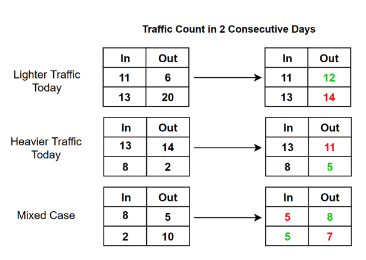 Traffic Count in 2 Consecutive Days
Lighter Traffic
Today
In Out
11 6
13 20
In Out
11 12
13 14
Heavier Traffic
Today
In Out
13 14
8 2
In Out
13 11
8 5
Mixed Case
In Out
8 5
2 10
In Out
5 8
5 7